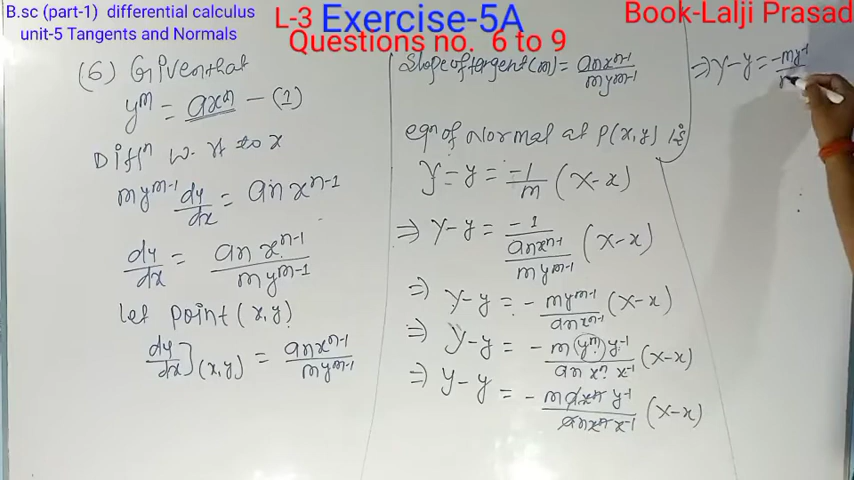 B.sc (part-1) differential calculus
unit-5 Tangents and Normals
L-3 Exercise-5A
Questions no. 6 to 9
Book-Lalji Prasad
(6) Given that
y^m = ax^n - (1)
Diffn w.r.to x
my^{m-1} dy/dx = an x^{n-1}
dy/dx = an x^{n-1} / my^{m-1}
let point (x,y)
dy/dx](x,y) = anx^{n-1} / my^{m-1}
Slope of tangent (m) = anx^{n-1} / my^{m-1}
eqn of Normal at P(x,y) is
Y-y = -1/m (X-x)
⇒ Y-y = -1 / (anx^{n-1} / my^{m-1}) (X-x)
⇒ Y-y = - my^{m-1} / anx^{n-1} (X-x)
⇒ Y-y = - m(y^m) y^{-1} / an x^n x^{-1} (X-x)
⇒ Y-y = - m ax^n y^{-1} / anx^n x^{-1} (X-x)
⇒ Y-y = -my^{-1}